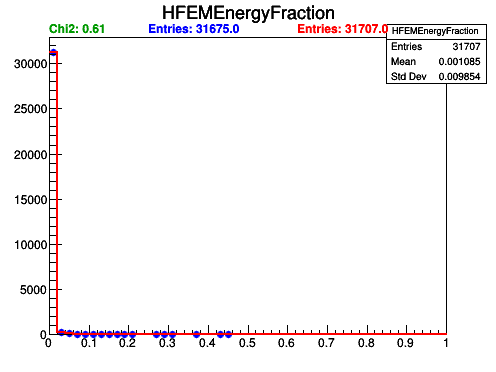 HFEMEnergyFraction
Chi2: 0.61 Entries: 31675.0 Entries: 31707.0
HFEMEnergyFraction
Entries 31707
Mean 0.001085
Std Dev 0.009854
30000
25000
20000
15000
10000
5000
0
0 0.1 0.2 0.3 0.4 0.5 0.6 0.7 0.8 0.9 1